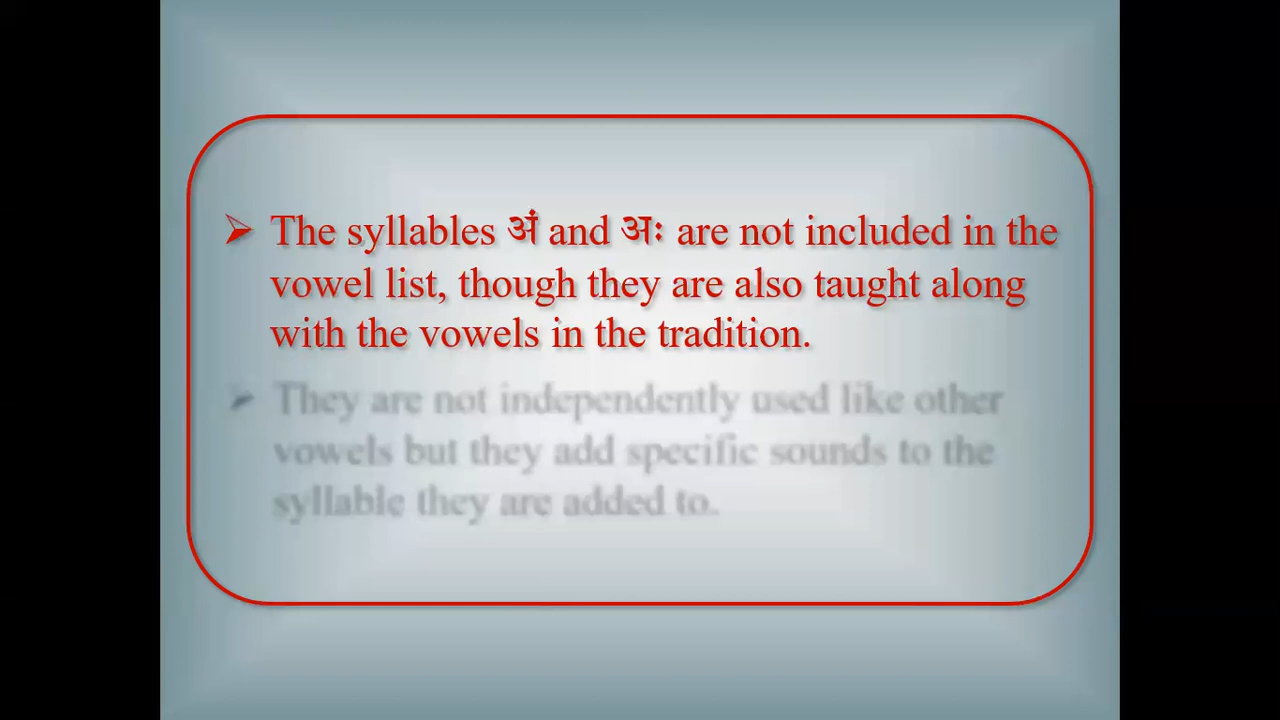 ➢ The syllables अं and अः are not included in the
vowel list, though they are also taught along
with the vowels in the tradition.
➢ They are not independently used like other
vowels but they add specific sounds to the
syllable they are added to.